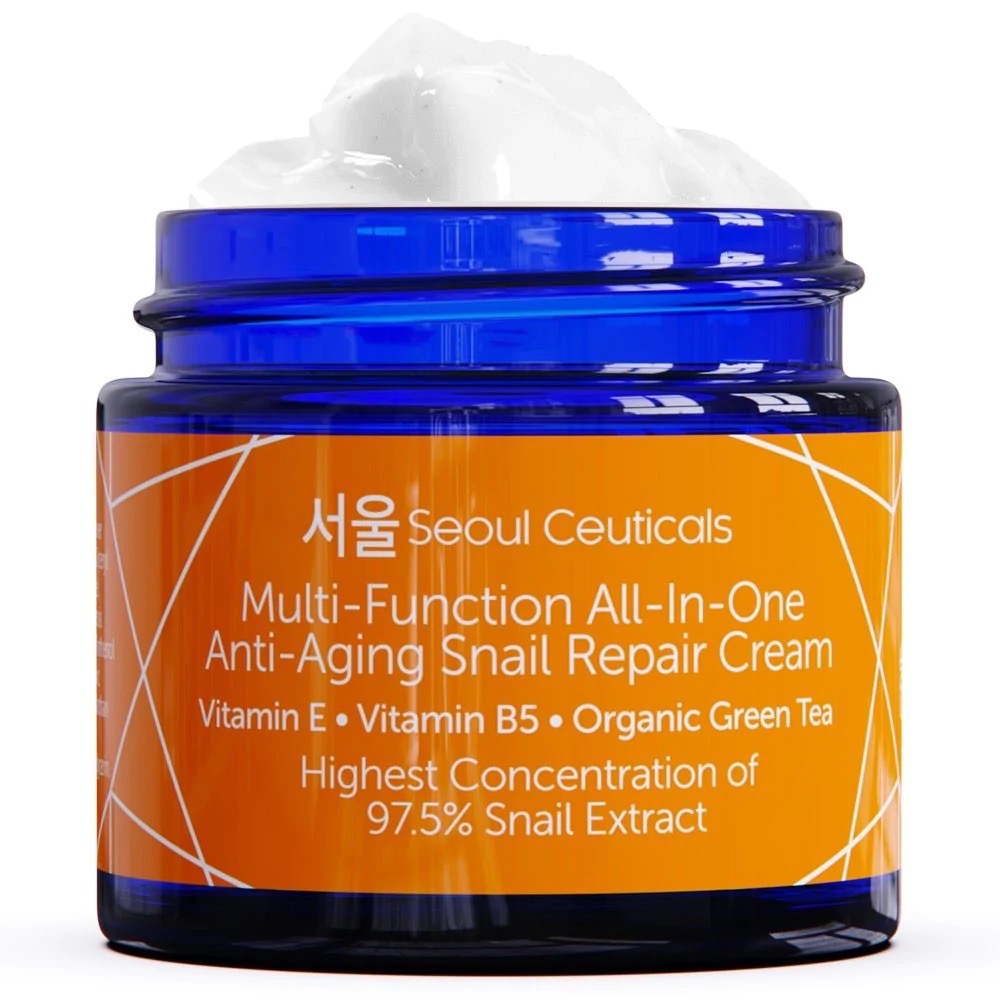 서울 Seoul Ceuticals
Multi-Function All-In-One
Anti-Aging Snail Repair Cream
Vitamin E • Vitamin B5 • Organic Green Tea
Highest Concentration of
97.5% Snail Extract